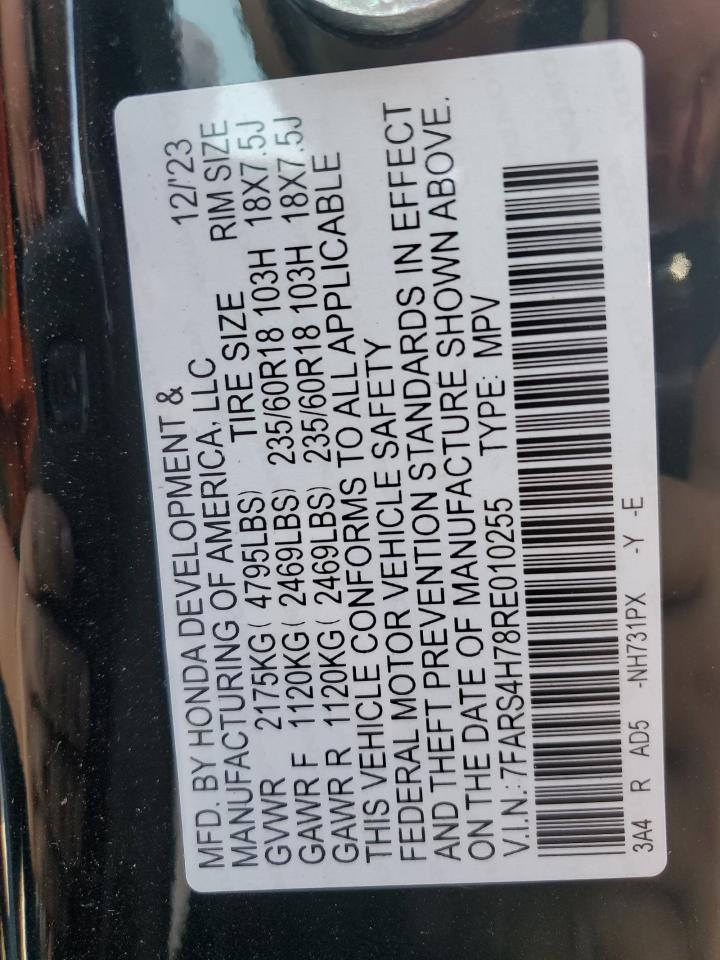 MFD. BY HONDA DEVELOPMENT & 12/'23
MANUFACTURING OF AMERICA, LLC RIM SIZE
GVWR 2175KG( 4795LBS) TIRE SIZE 18X7.5J
GAWR F 1120KG( 2469LBS) 235/60R18 103H 18X7.5J
GAWR R 1120KG( 2469LBS) 235/60R18 103H
THIS VEHICLE CONFORMS TO ALL APPLICABLE
FEDERAL MOTOR VEHICLE SAFETY
AND THEFT PREVENTION STANDARDS IN EFFECT
ON THE DATE OF MANUFACTURE SHOWN ABOVE.
V.I.N.:7FARS4H78RE010255 TYPE: MPV
3A4 R AD5 -NH731PX -Y -E